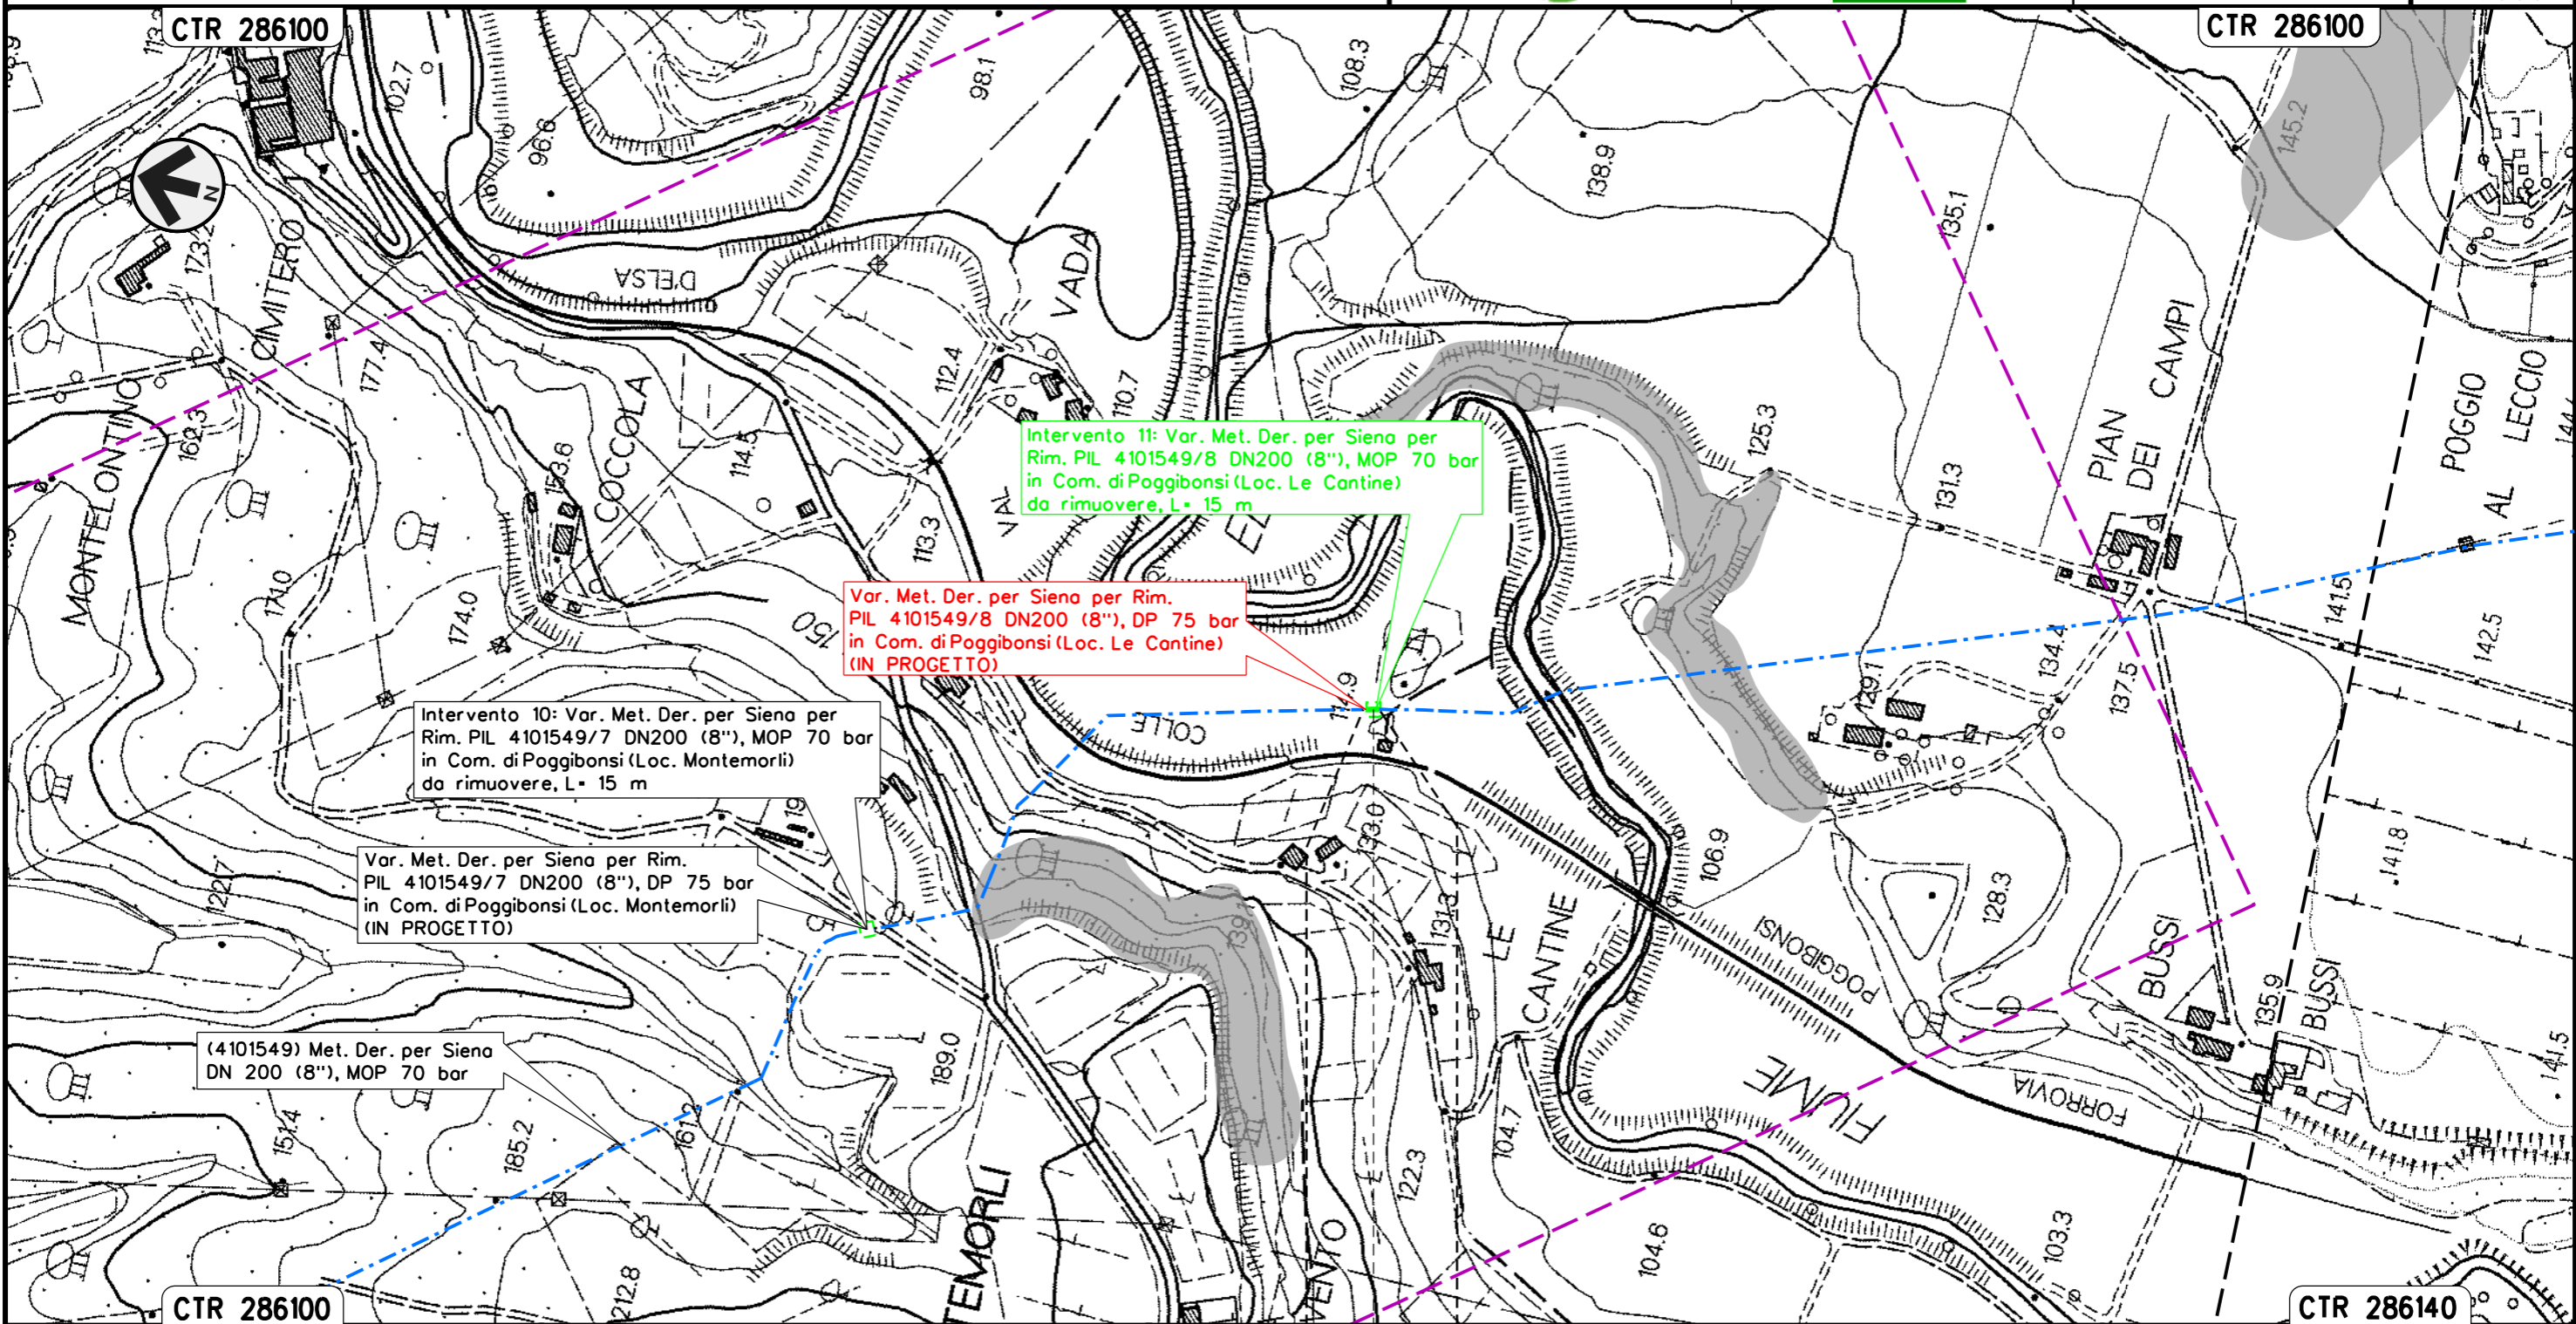 CTR 286100
CTR 286100
102.7
98.1
108.3
96.6
138.9
145.2
135.1
N
CIMITERO
D'ELSA
VADA
177.4
112.4
110.7
MONTELONTINO
162.3
COCCOLA
153.6
114.5
113.3
VAL
125.3
131.3
PIAN
DEI CAMPI
POGGIO
AL LECCIO
Intervento 11: Var. Met. Der. per Siena per
Rim. PIL 4101549/8 DN200 (8"), MOP 70 bar
in Com. di Poggibonsi (Loc. Le Cantine)
da rimuovere, L= 15 m
171.0
174.0
150
Var. Met. Der. per Siena per Rim.
PIL 4101549/8 DN200 (8"), DP 75 bar
in Com. di Poggibonsi (Loc. Le Cantine)
(IN PROGETTO)
141.5
142.5
134.4
137.5
129.1
COLLE
Intervento 10: Var. Met. Der. per Siena per
Rim. PIL 4101549/7 DN200 (8"), MOP 70 bar
in Com. di Poggibonsi (Loc. Montemorli)
da rimuovere, L= 15 m
122.7
Var. Met. Der. per Siena per Rim.
PIL 4101549/7 DN200 (8"), DP 75 bar
in Com. di Poggibonsi (Loc. Montemorli)
(IN PROGETTO)
106.9
141.8
128.3
131.3
LE
CANTINE
POGGIBONSI
BUSSI
135.9
BUSSI
(4101549) Met. Der. per Siena
DN 200 (8"), MOP 70 bar
189.0
151.4
185.2
161.2
FIUME
FORROVIA
141.5
104.7
122.3
TEMORLI
VENTO
104.6
103.3
212.8
CTR 286100
CTR 286140